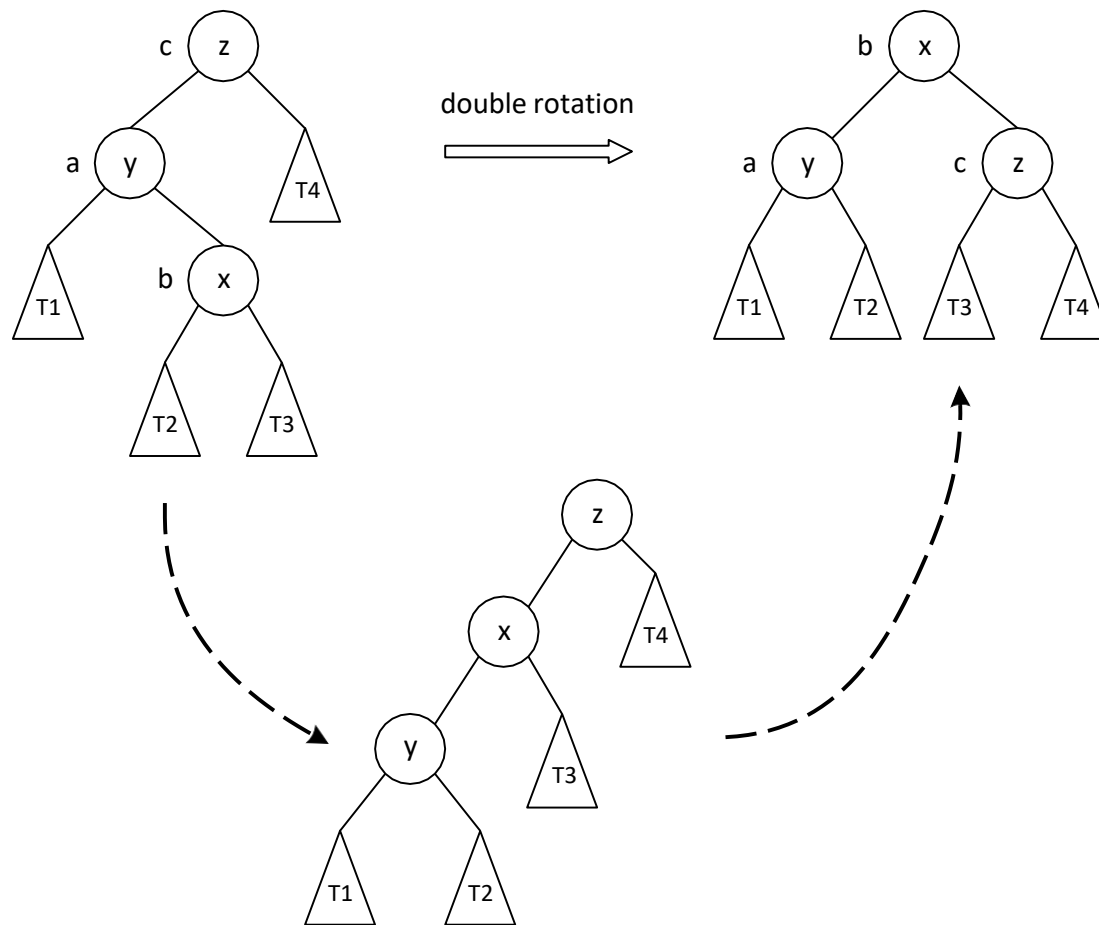 c z
b x
double rotation
a y
T4
a y
c z
b x
T1
T1 T2 T3 T4
T2 T3
z
x
T4
y
T3
T1 T2